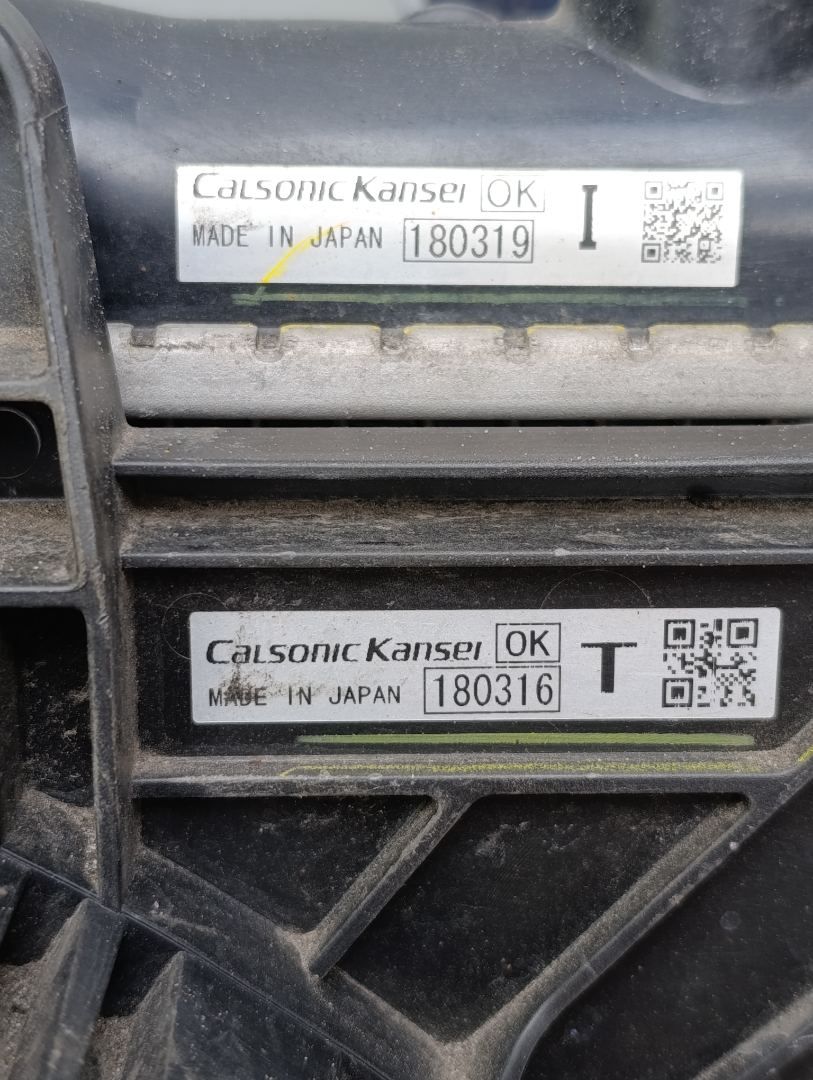 Calsonic Kansei OK I
MADE IN JAPAN 180319
Calsonic Kansei OK T
MADE IN JAPAN 180316